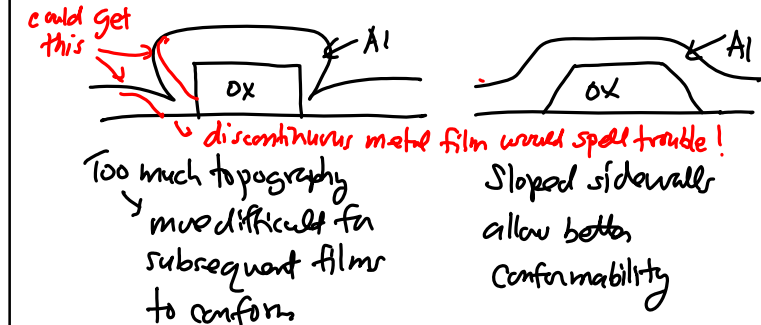 could get
this
Al
Al
OX
OX
discontinuous metal film would spell trouble!
Too much topography
more difficult for
subsequent films
to conform
Sloped sidewalls
allow better
conformability